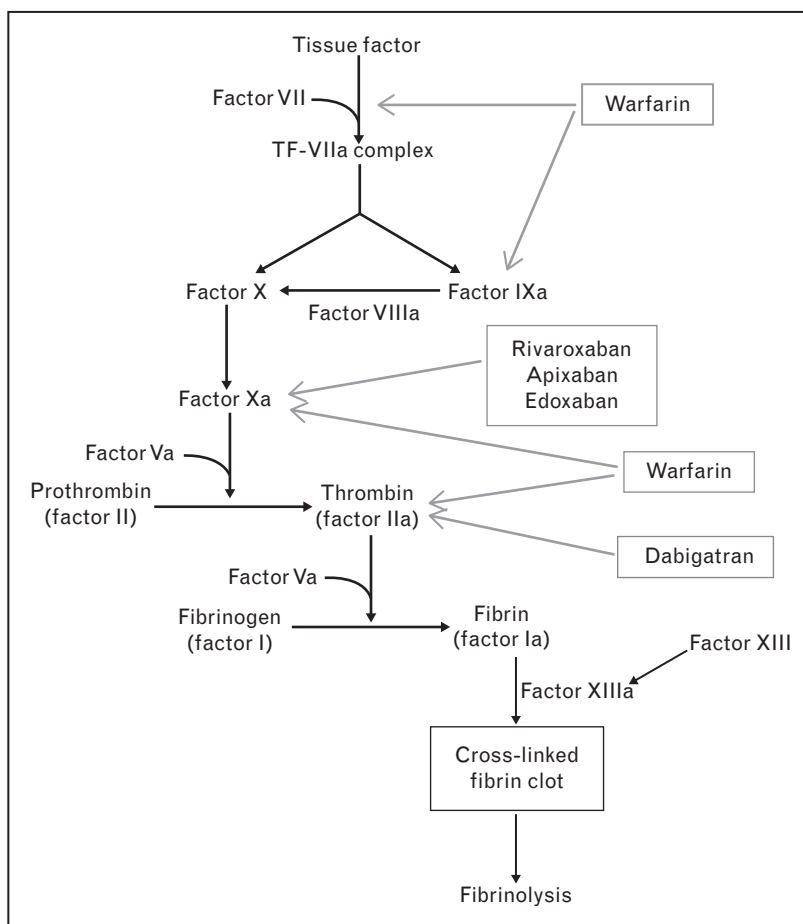 Tissue factor
Factor VII
Warfarin
TF-VIIa complex
Factor X
Factor VIIIa
Factor IXa
Rivaroxaban
Apixaban
Edoxaban
Factor Xa
Factor Va
Warfarin
Prothrombin
(factor II)
Thrombin
(factor IIa)
Dabigatran
Factor Va
Fibrinogen
(factor I)
Fibrin
(factor Ia)
Factor XIII
Factor XIIIa
Cross-linked
fibrin clot
Fibrinolysis